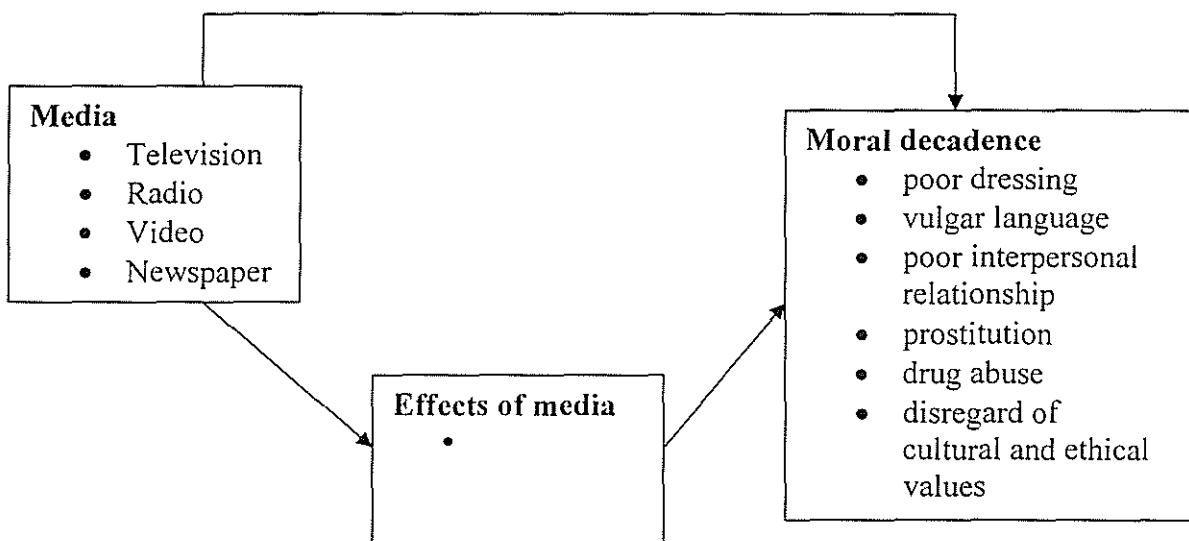 Media
• Television
• Radio
• Video
• Newspaper
Effects of media
•
Moral decadence
• poor dressing
• vulgar language
• poor interpersonal
relationship
• prostitution
• drug abuse
• disregard of
cultural and ethical
values